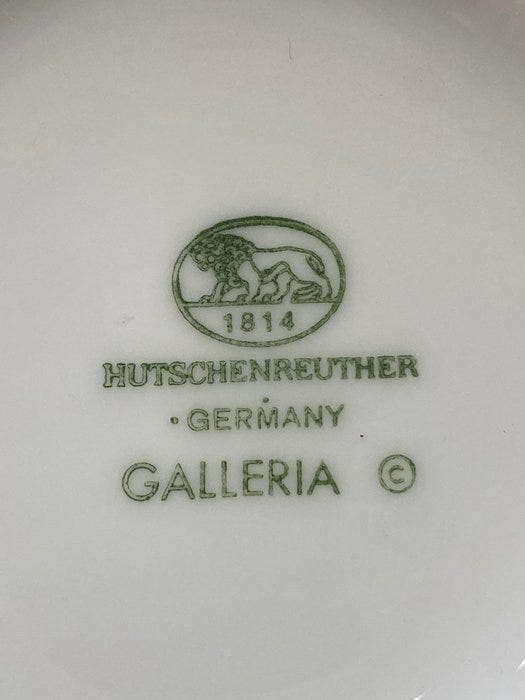 1814
HUTSCHENREUTHER
·GERMANY
GALLERIA ©